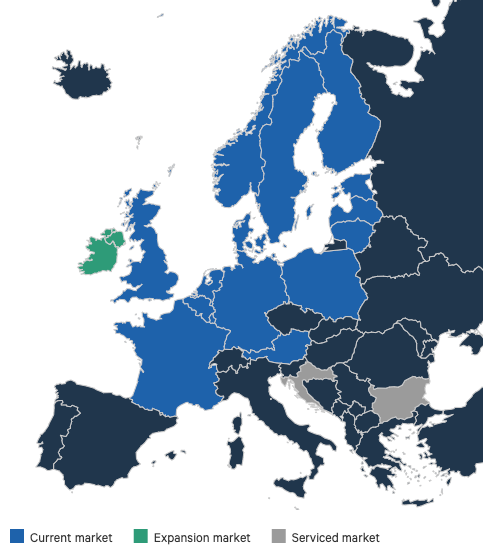 Current market
Expansion market
Serviced market